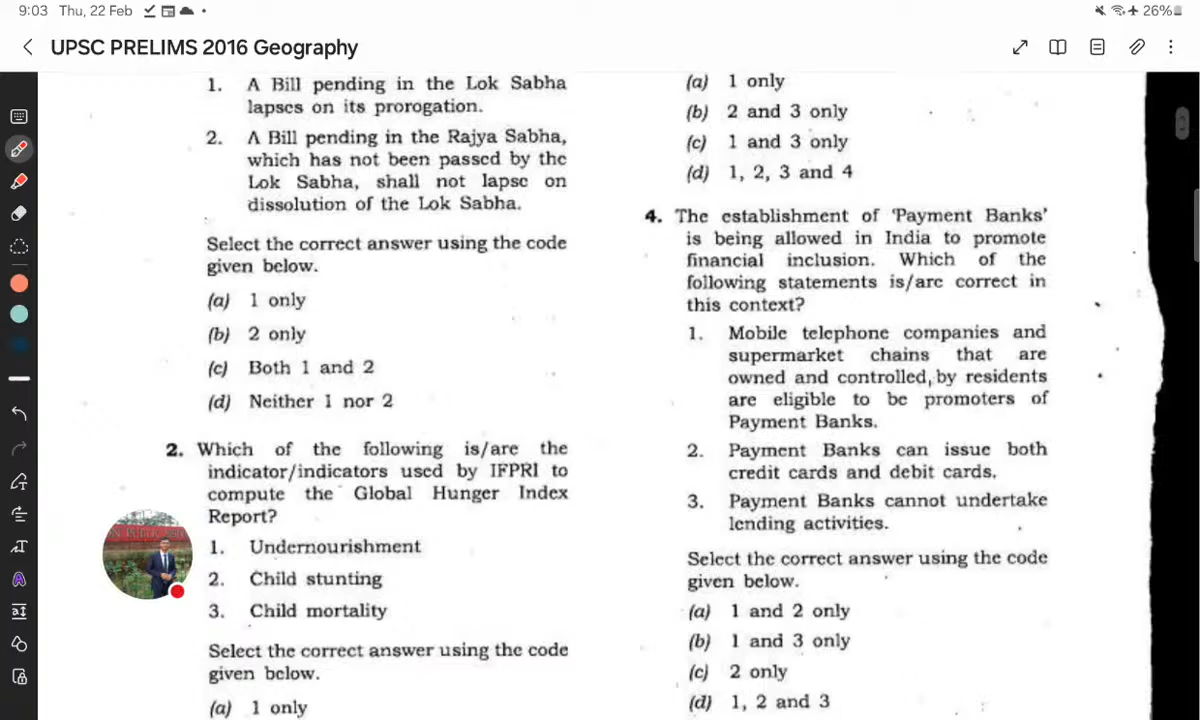 9:03 Thu, 22 Feb
26%
UPSC PRELIMS 2016 Geography
1. A Bill pending in the Lok Sabha
lapses on its prorogation.
2. A Bill pending in the Rajya Sabha,
which has not been passed by the
Lok Sabha, shall not lapse on
dissolution of the Lok Sabha.
Select the correct answer using the code
given below.
(a) 1 only
(b) 2 only
(c) Both 1 and 2
(d) Neither 1 nor 2
2. Which of the following is/are the
indicator/indicators used by IFPRI to
compute the Global Hunger Index
Report?
1. Undernourishment
2. Child stunting
3. Child mortality
Select the correct answer using the code
given below.
(a) 1 only
(a) 1 only
(b) 2 and 3 only
(c) 1 and 3 only
(d) 1, 2, 3 and 4
4. The establishment of 'Payment Banks'
is being allowed in India to promote
financial inclusion. Which of the
following statements is/are correct in
this context?
1. Mobile telephone companies and
supermarket chains that are
owned and controlled by residents
are eligible to be promoters of
Payment Banks.
2. Payment Banks can issue both
credit cards and debit cards.
3. Payment Banks cannot undertake
lending activities.
Select the correct answer using the code
given below.
(a) 1 and 2 only
(b) 1 and 3 only
(c) 2 only
(d) 1, 2 and 3